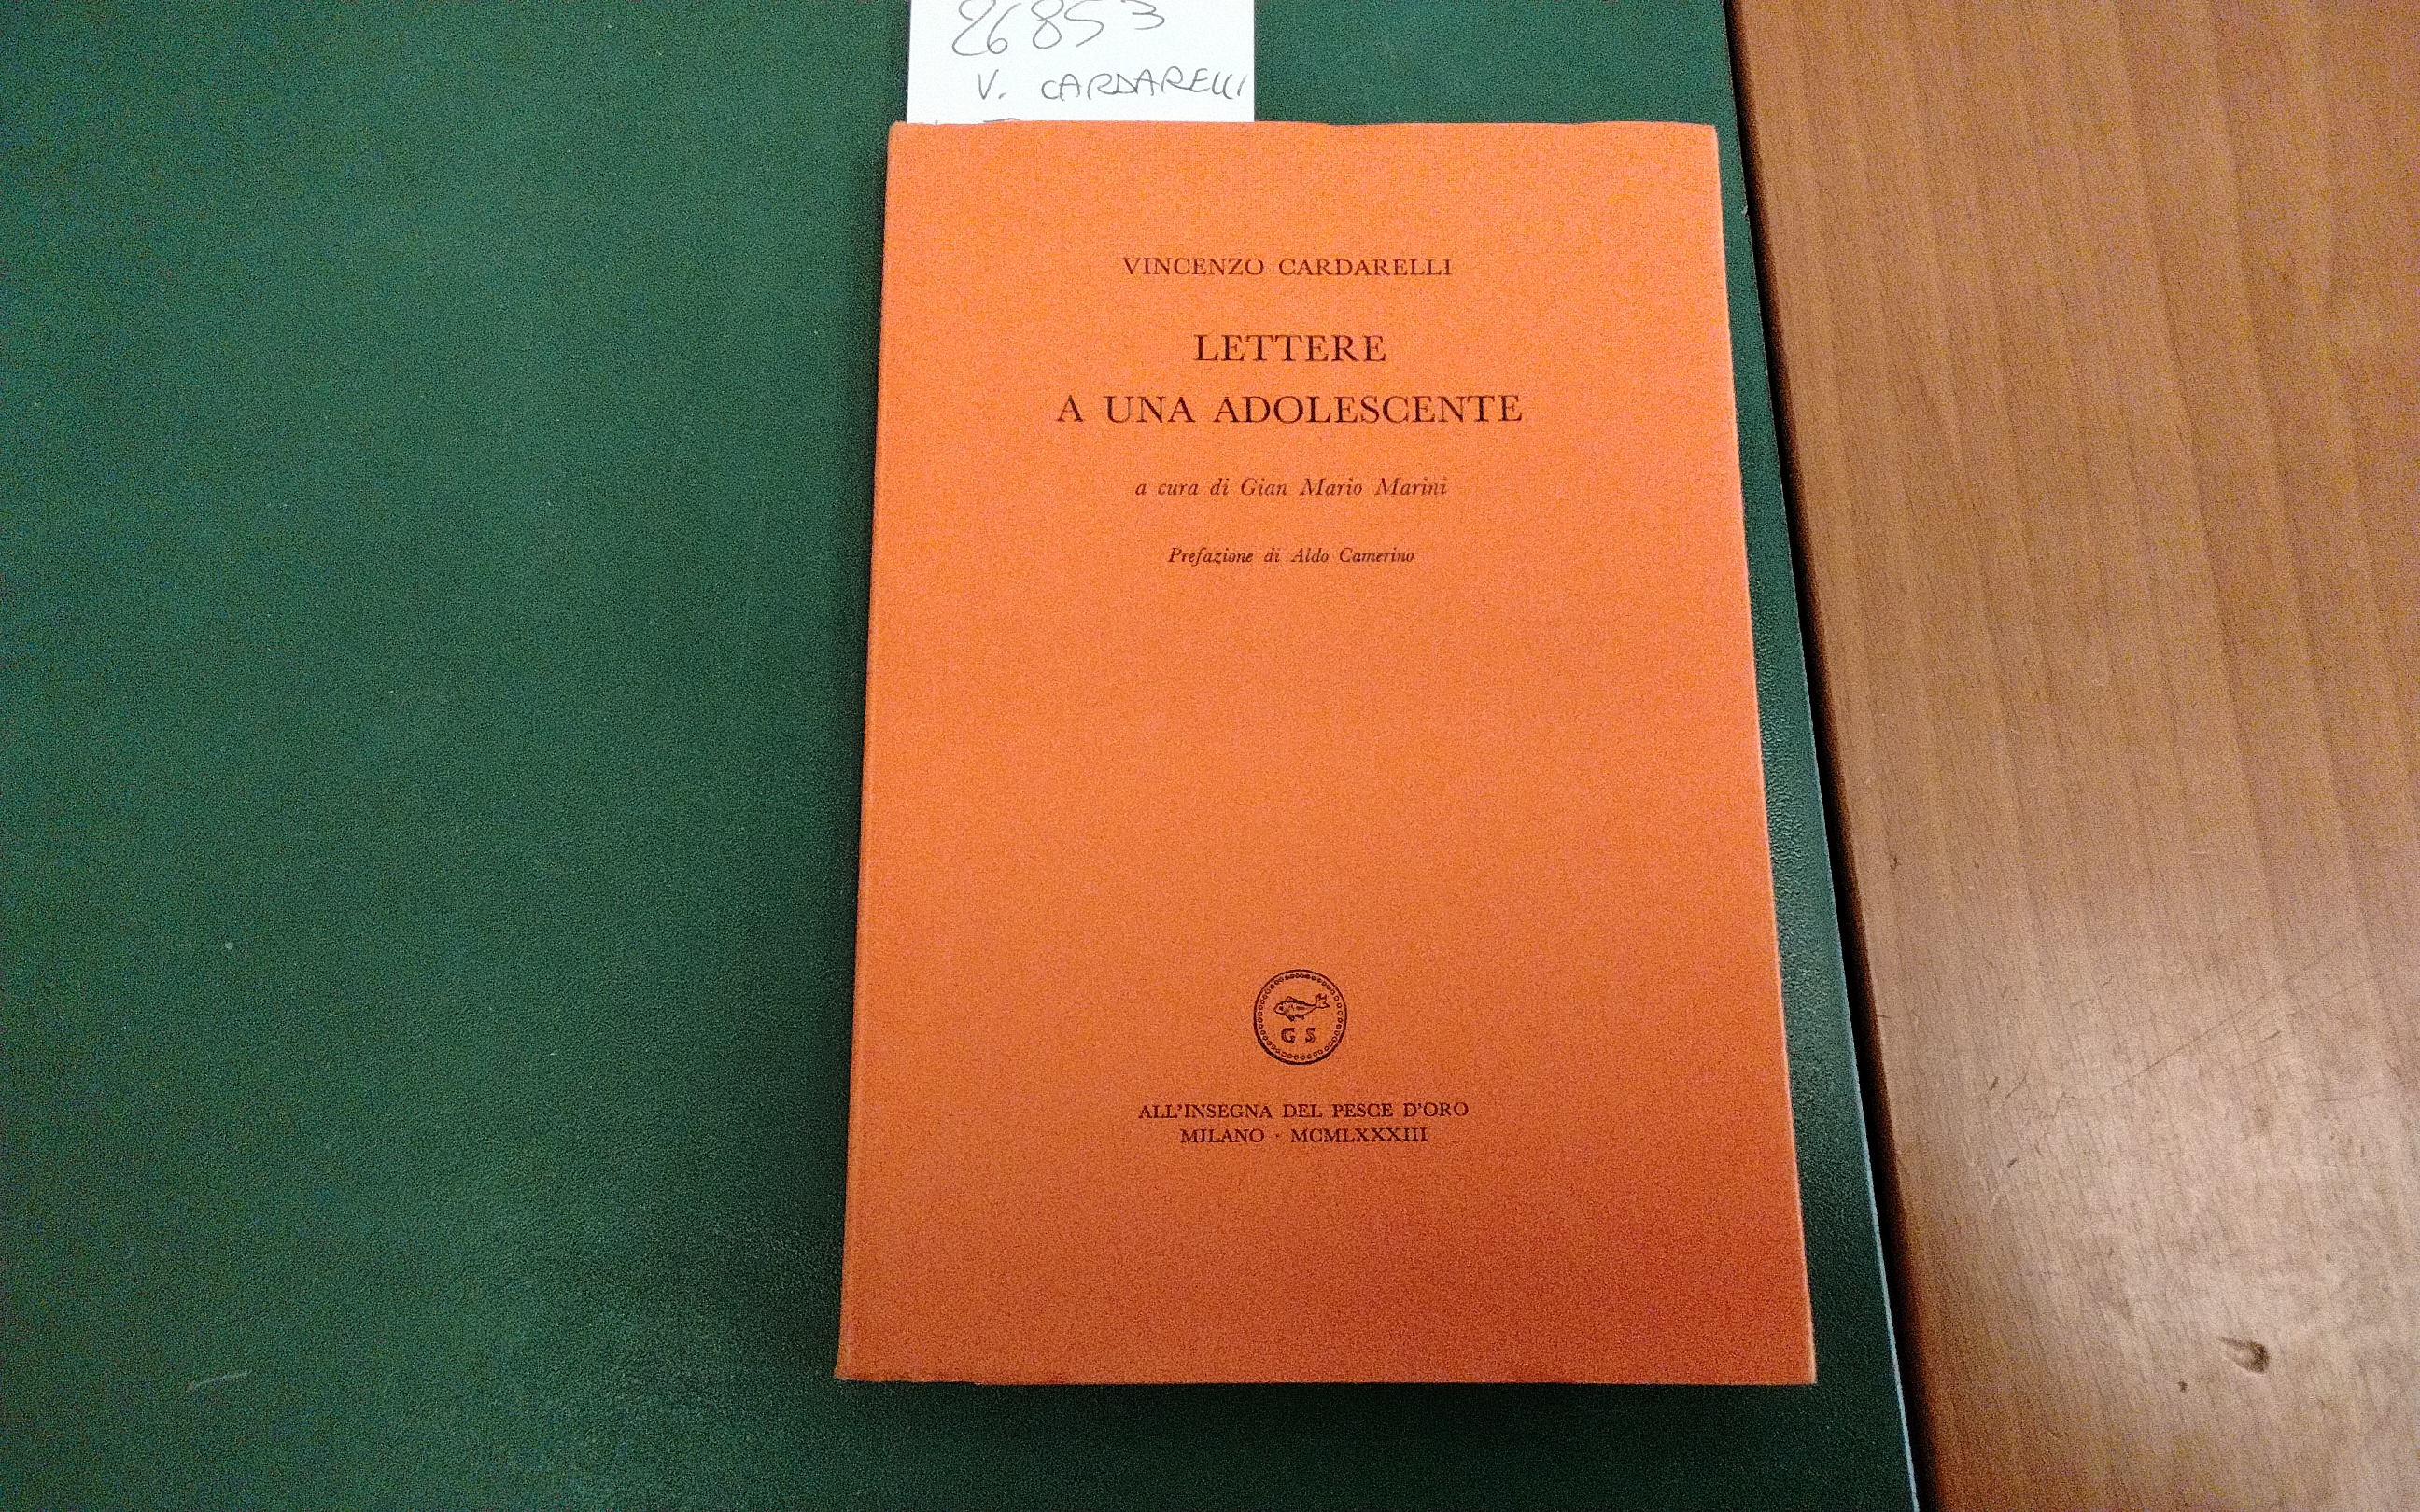 26853
V. CARDARELLI
VINCENZO CARDARELLI
LETTERE
A UNA ADOLESCENTE
a cura di Gian Mario Marini
Prefazione di Aldo Camerino
G S
ALL'INSEGNA DEL PESCE D'ORO
MILANO · MCMLXXXIII